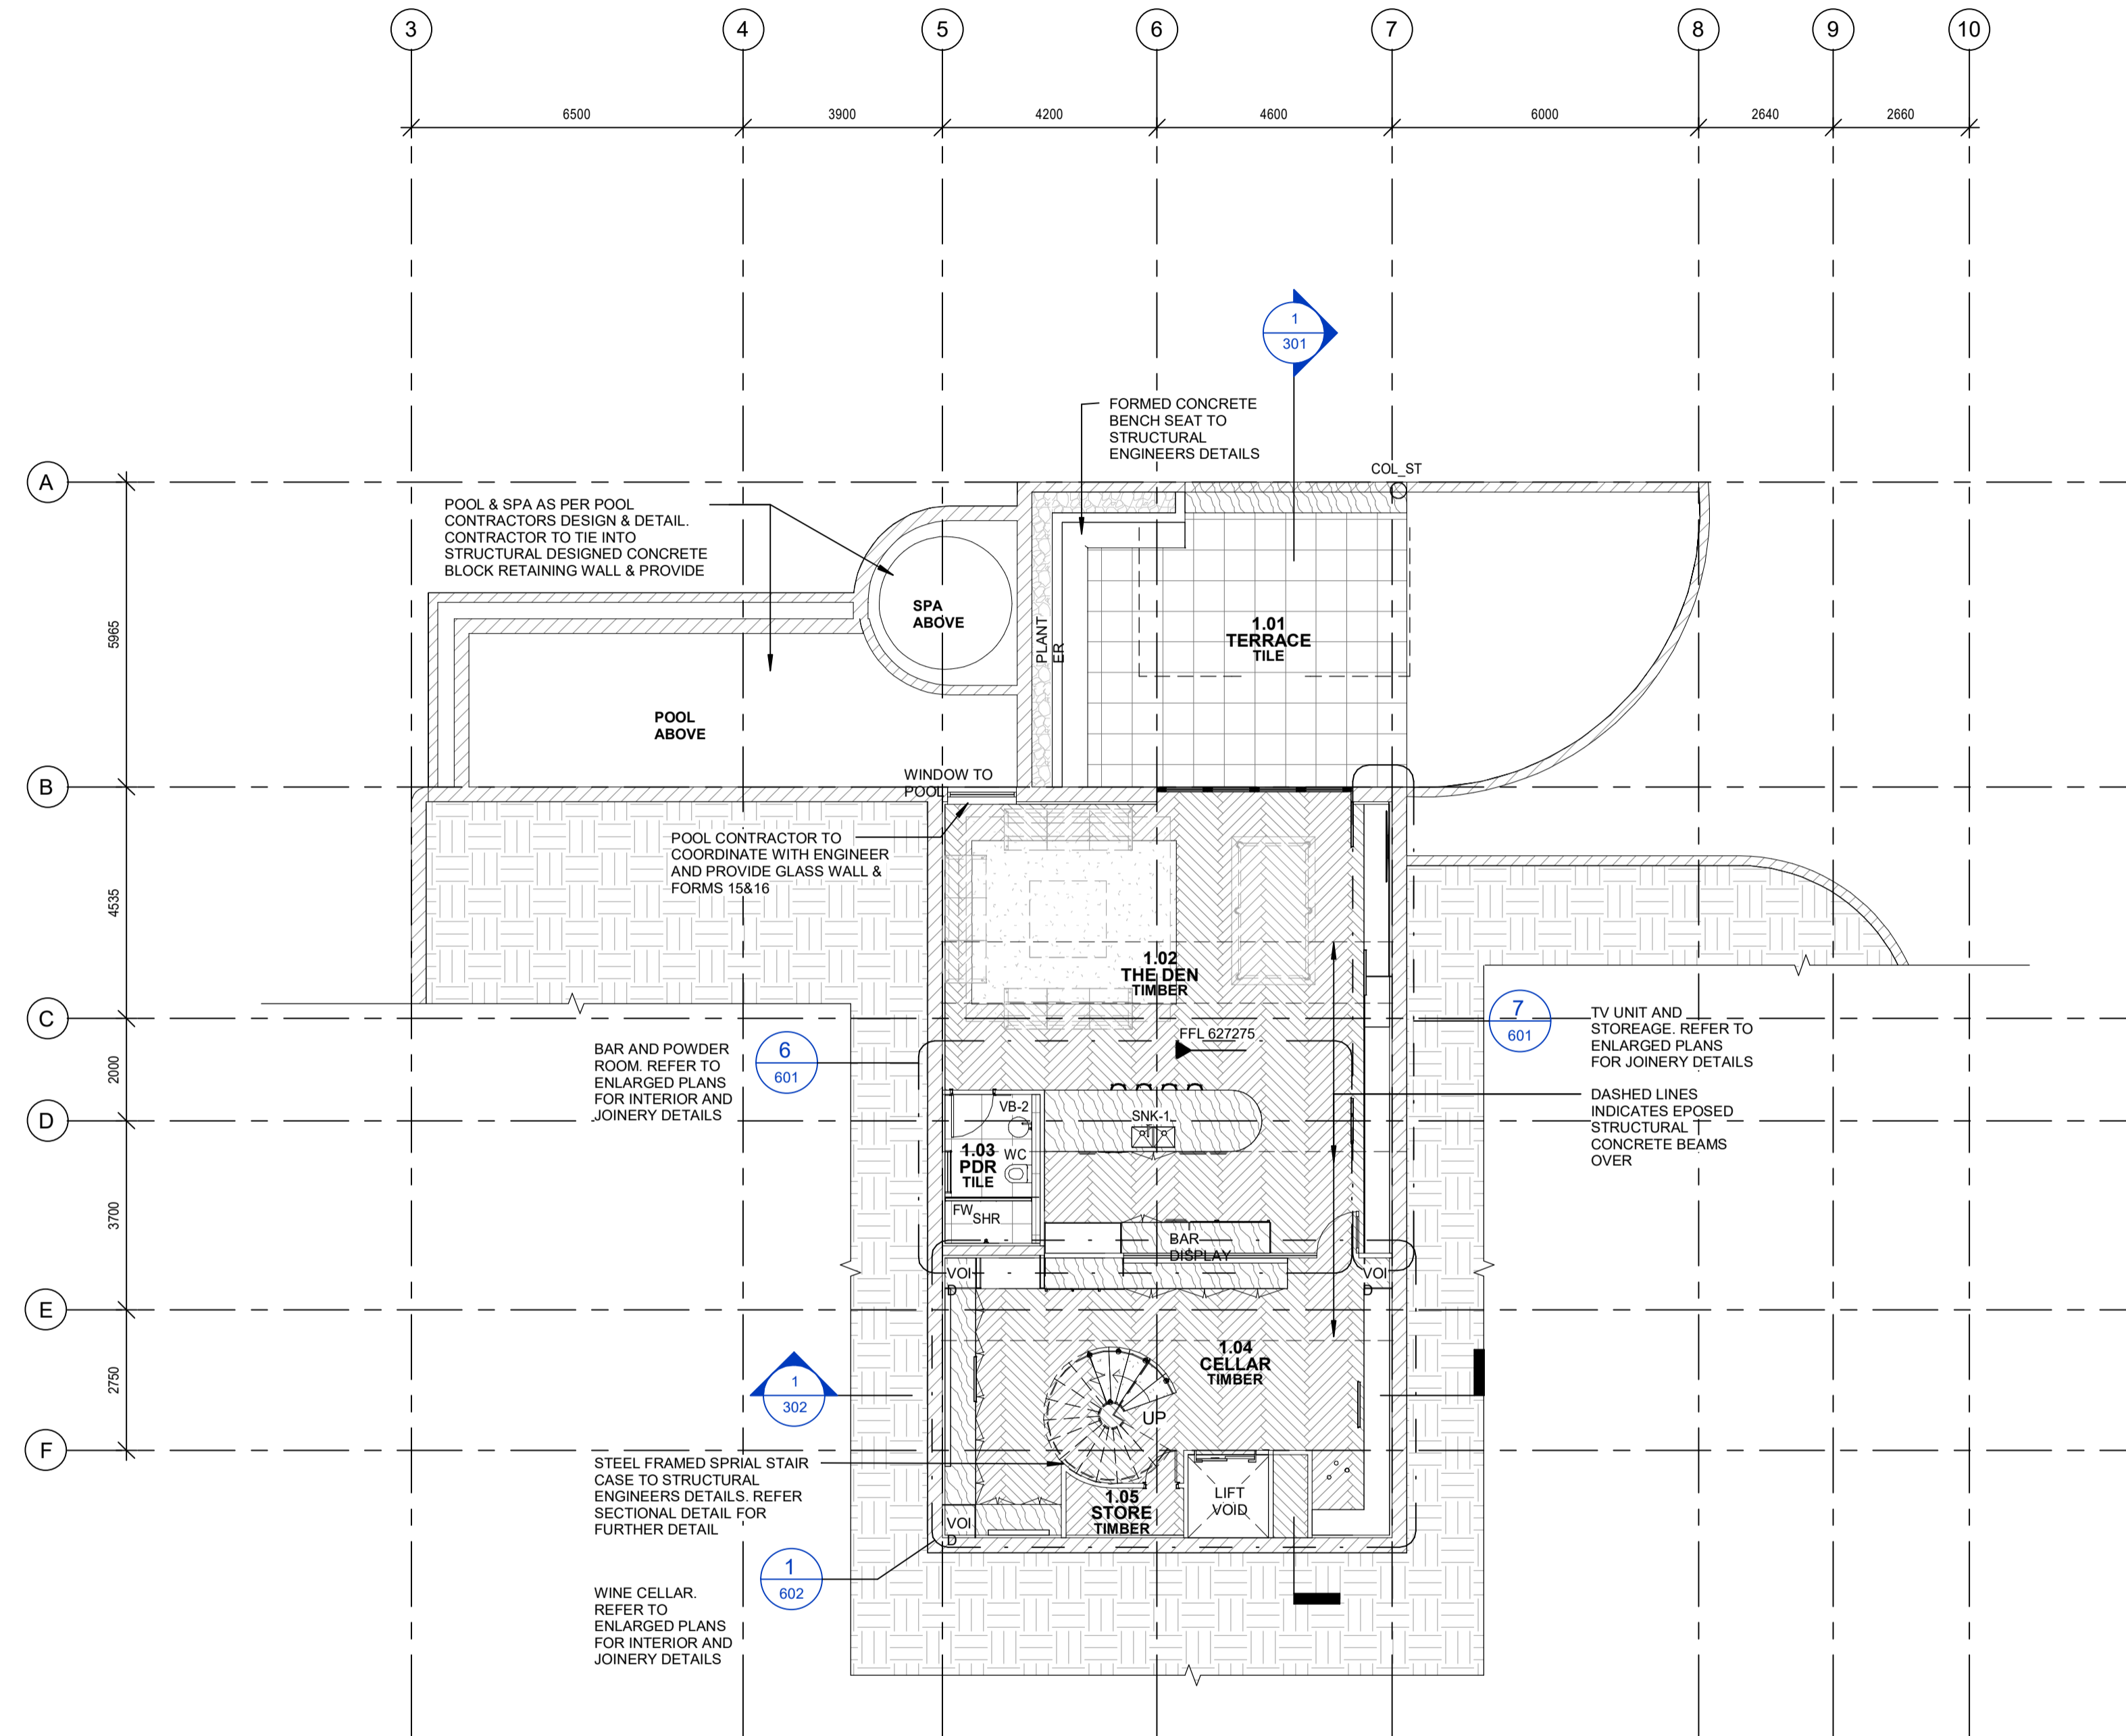 3
4
5
6
7
8
9
10
6500
3900
4200
4600
6000
2640
2660
1
301
FORMED CONCRETE
BENCH SEAT TO
STRUCTURAL
ENGINEERS DETAILS
COL_ST
A
POOL & SPA AS PER POOL
CONTRACTORS DESIGN & DETAIL.
CONTRACTOR TO TIE INTO
STRUCTURAL DESIGNED CONCRETE
BLOCK RETAINING WALL & PROVIDE
SPA
ABOVE
PLANT
ER
1.01
TERRACE
TILE
5965
POOL
ABOVE
B
WINDOW TO
POOL
POOL CONTRACTOR TO
COORDINATE WITH ENGINEER
AND PROVIDE GLASS WALL &
FORMS 15&16
4535
1.02
THE DEN
TIMBER
C
FFL 627275
7
601
TV UNIT AND
STOREAGE. REFER TO
ENLARGED PLANS
FOR JOINERY DETAILS
BAR AND POWDER
ROOM. REFER TO
ENLARGED PLANS
FOR INTERIOR AND
JOINERY DETAILS
6
601
2000
DASHED LINES
INDICATES EPOSED
STRUCTURAL
CONCRETE BEAMS
OVER
D
VB-2
SNK-1
1.03
PDR
TILE
WC
FW
SHR
3700
BAR
DISPLAY
VOI
D
VOI
D
E
1.04
CELLAR
TIMBER
2750
1
302
UP
F
STEEL FRAMED SPRIAL STAIR
CASE TO STRUCTURAL
ENGINEERS DETAILS. REFER
SECTIONAL DETAIL FOR
FURTHER DETAIL
1.05
STORE
TIMBER
LIFT
VOID
VOI
D
1
602
WINE CELLAR.
REFER TO
ENLARGED PLANS
FOR INTERIOR AND
JOINERY DETAILS